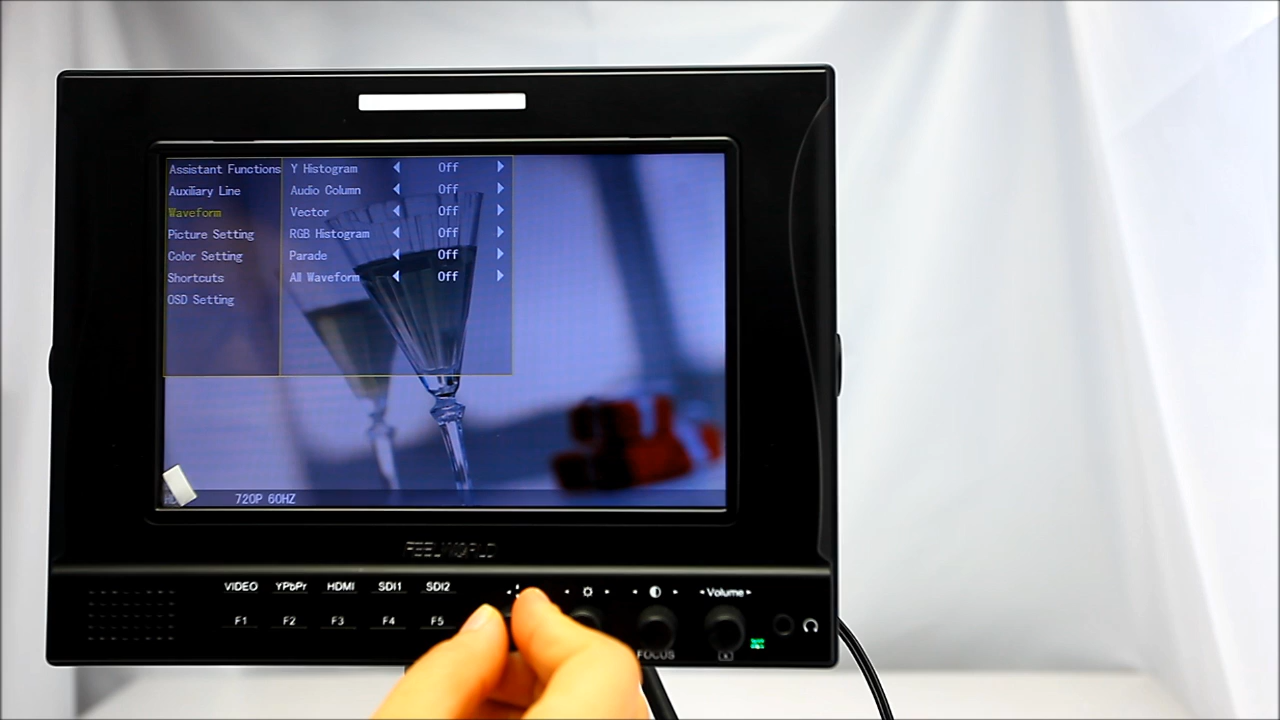 Assistant Functions Y Histogram Off
Auxiliary Line Audio Column Off
Waveform Vector Off
Picture Setting RGB Histogram Off
Color Setting Parade Off
Shortcuts All Waveform Off
OSD Setting
720P 60HZ
FEELWORLD
VIDEO YPbPr HDMI SDI1 SDI2 Volume
F1 F2 F3 F4 F5
FOCUS